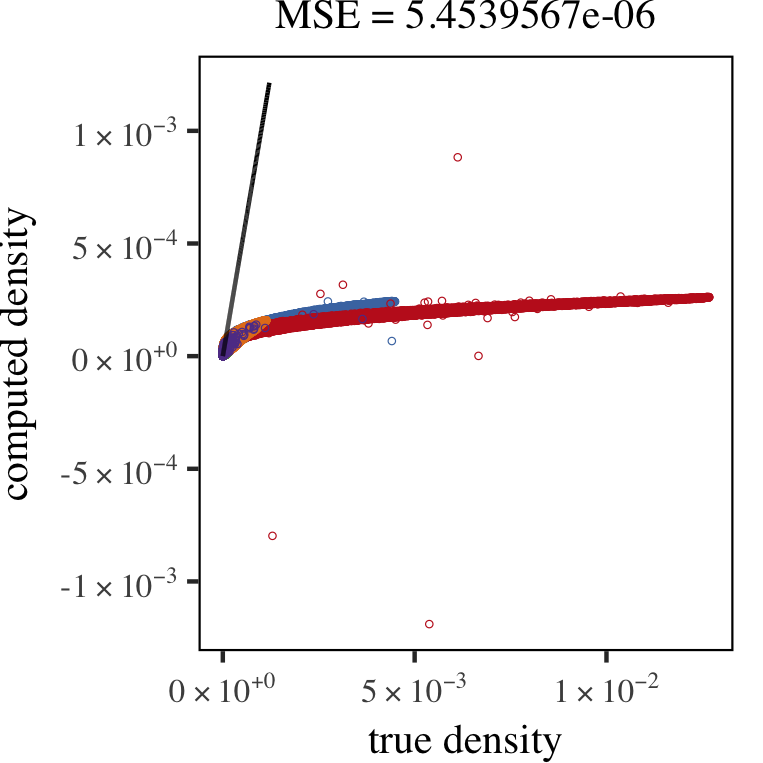 MSE = 5.4539567e-06
computed density
1 × 10⁻³
5 × 10⁻⁴
0 × 10⁺⁰
-5 × 10⁻⁴
-1 × 10⁻³
0 × 10⁺⁰ 5 × 10⁻³ 1 × 10⁻²
true density